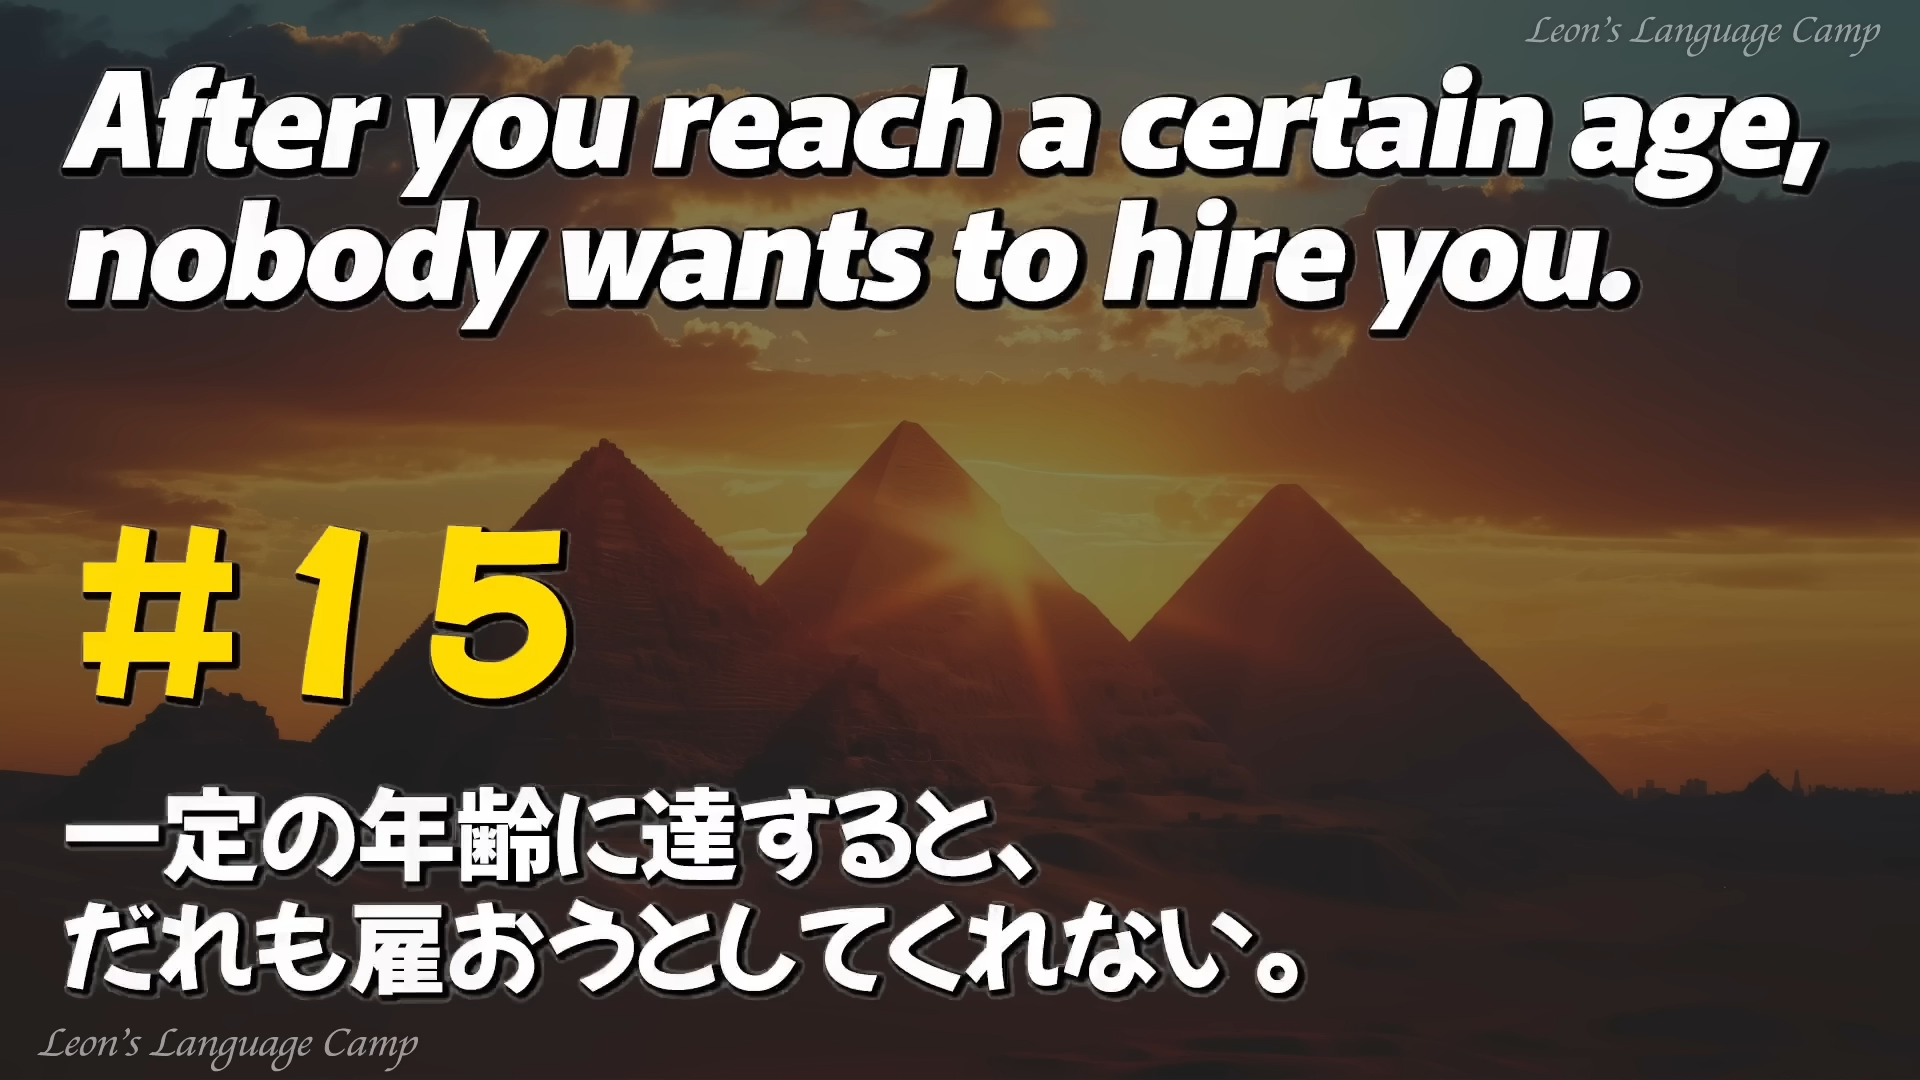 Leon's Language Camp
After you reach a certain age,
nobody wants to hire you.
#15
一定の年齢に達すると、
だれも雇おうとしてくれない。
Leon's Language Camp